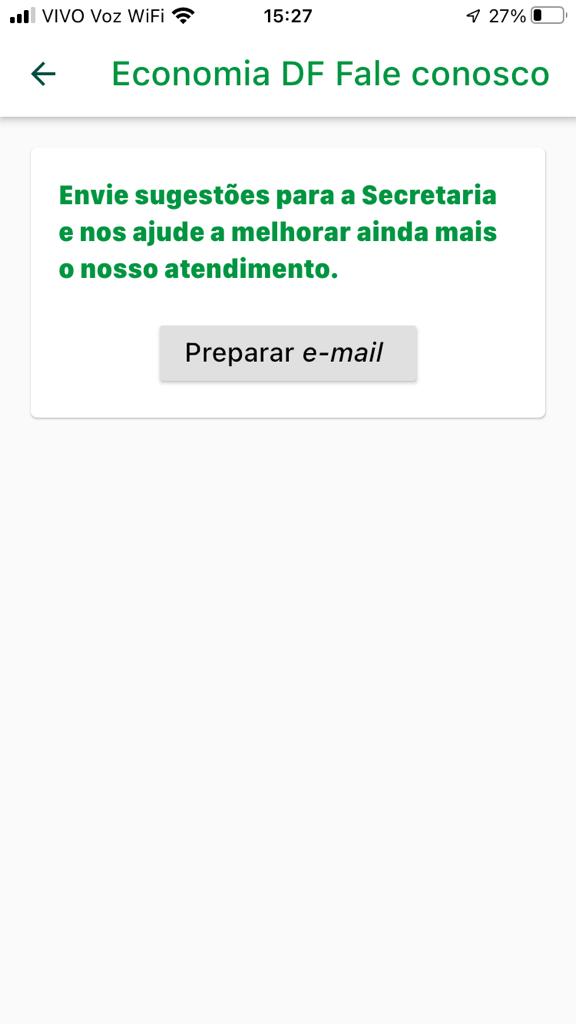 VIVO Voz WiFi 15:27 27%
Economia DF Fale conosco
Envie sugestões para a Secretaria
e nos ajude a melhorar ainda mais
o nosso atendimento.
Preparar e-mail